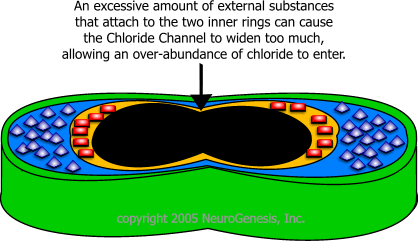 An excessive amount of external substances
that attach to the two inner rings can cause
the Chloride Channel to widen too much,
allowing an over-abundance of chloride to enter.
copyright 2005 NeuroGenesis, Inc.